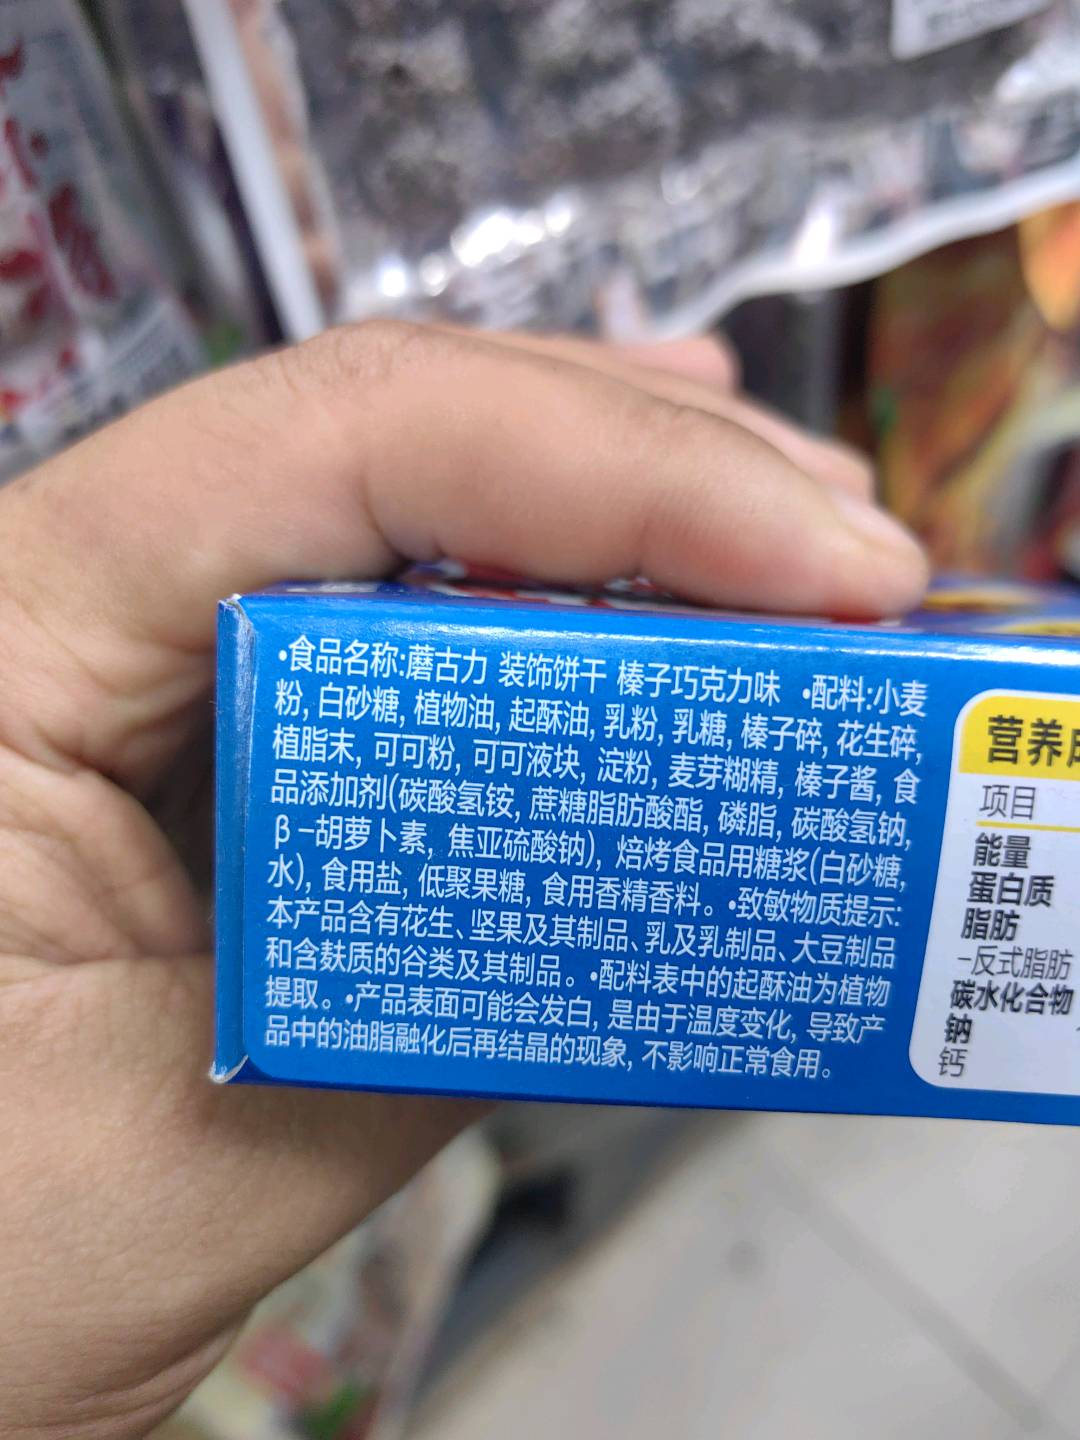 •食品名称:蘑古力 装饰饼干 榛子巧克力味 •配料:小麦
粉, 白砂糖, 植物油, 起酥油, 乳粉, 乳糖, 榛子碎, 花生碎,
植脂末, 可可粉, 可可液块, 淀粉, 麦芽糊精, 榛子酱, 食
品添加剂(碳酸氢铵, 蔗糖脂肪酸酯, 磷脂, 碳酸氢钠,
β-胡萝卜素, 焦亚硫酸钠), 焙烤食品用糖浆(白砂糖,
水), 食用盐, 低聚果糖, 食用香精香料。•致敏物质提示:
本产品含有花生、坚果及其制品、乳及乳制品、大豆制品
和含麸质的谷类及其制品。•配料表中的起酥油为植物
提取。•产品表面可能会发白, 是由于温度变化, 导致产
品中的油脂融化后再结晶的现象, 不影响正常食用。
营养
项目
能量
蛋白质
脂肪
-反式脂肪
碳水化合物
钠
钙